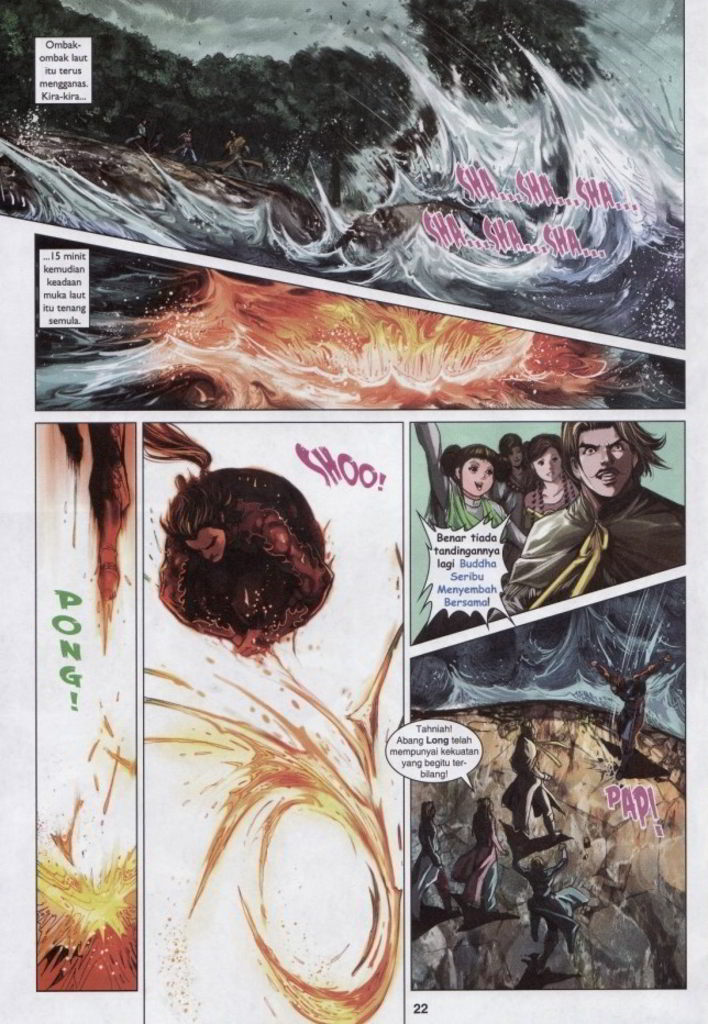 Ombak-
ombak laut
itu terus
mengganas.
Kira-kira...
SHA...SHA...SHA...
SHA...SHA...SHA...
...15 minit
kemudian
keadaan
muka laut
itu tenang
semula.
PONG!
SHOO!
Benar tiada
tandingannya
lagi Buddha
Seribu
Menyembah
Bersama!
Tahniah!
Abang Long telah
mempunyai kekuatan
yang begitu ter-
bilang!
PAP!
22